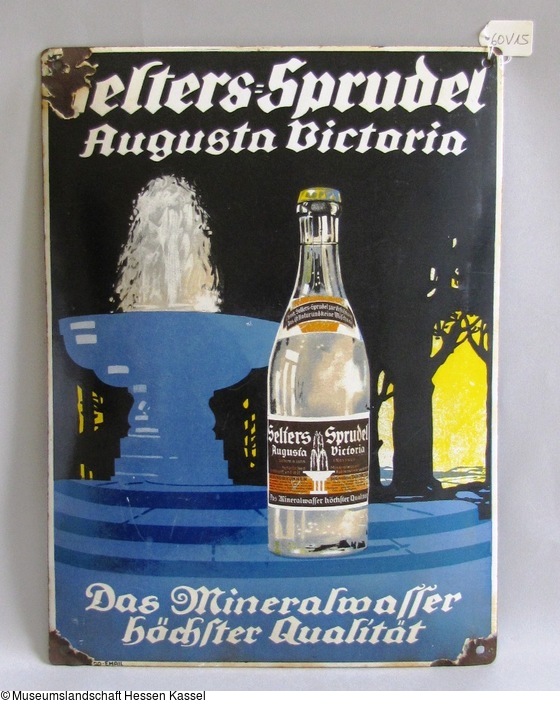 60V15
Selters-Sprudel
Augusta Victoria
Selters Sprudel
Augusta Victoria
Das Mineralwasser höchster Qualität
Das Mineralwasser
höchster Qualität
EMAIL
© Museumslandschaft Hessen Kassel